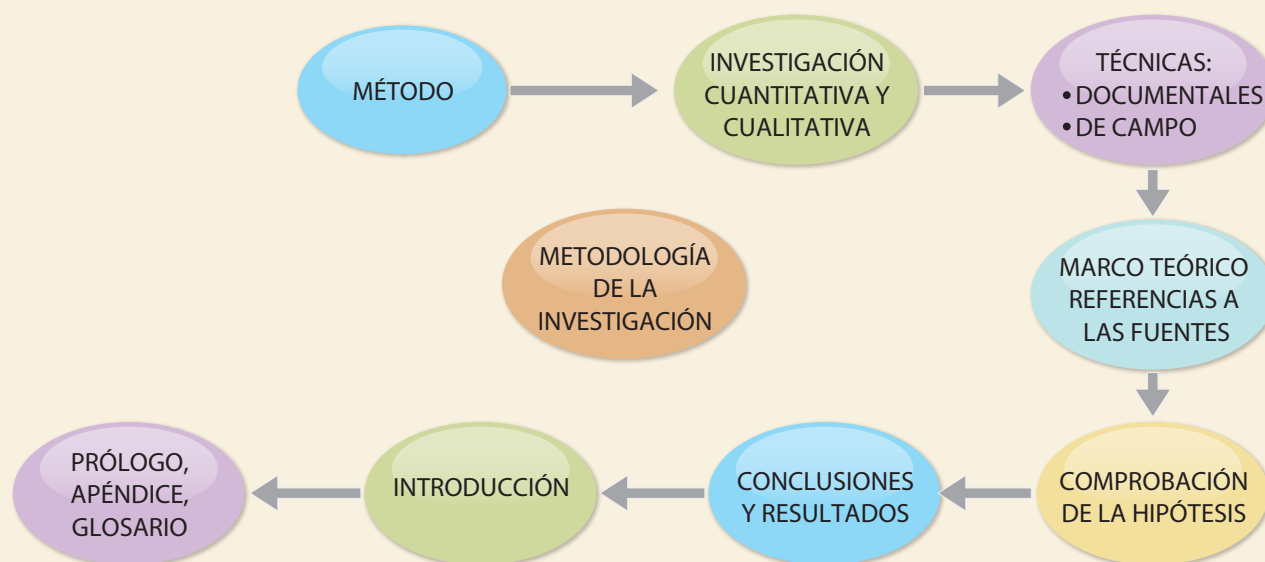 MÉTODO
INVESTIGACIÓN
CUANTITATIVA Y
CUALITATIVA
TÉCNICAS:
• DOCUMENTALES
• DE CAMPO
METODOLOGÍA
DE LA
INVESTIGACIÓN
MARCO TEÓRICO
REFERENCIAS A
LAS FUENTES
COMPROBACIÓN
DE LA HIPÓTESIS
CONCLUSIONES
Y RESULTADOS
INTRODUCCIÓN
PRÓLOGO,
APÉNDICE,
GLOSARIO